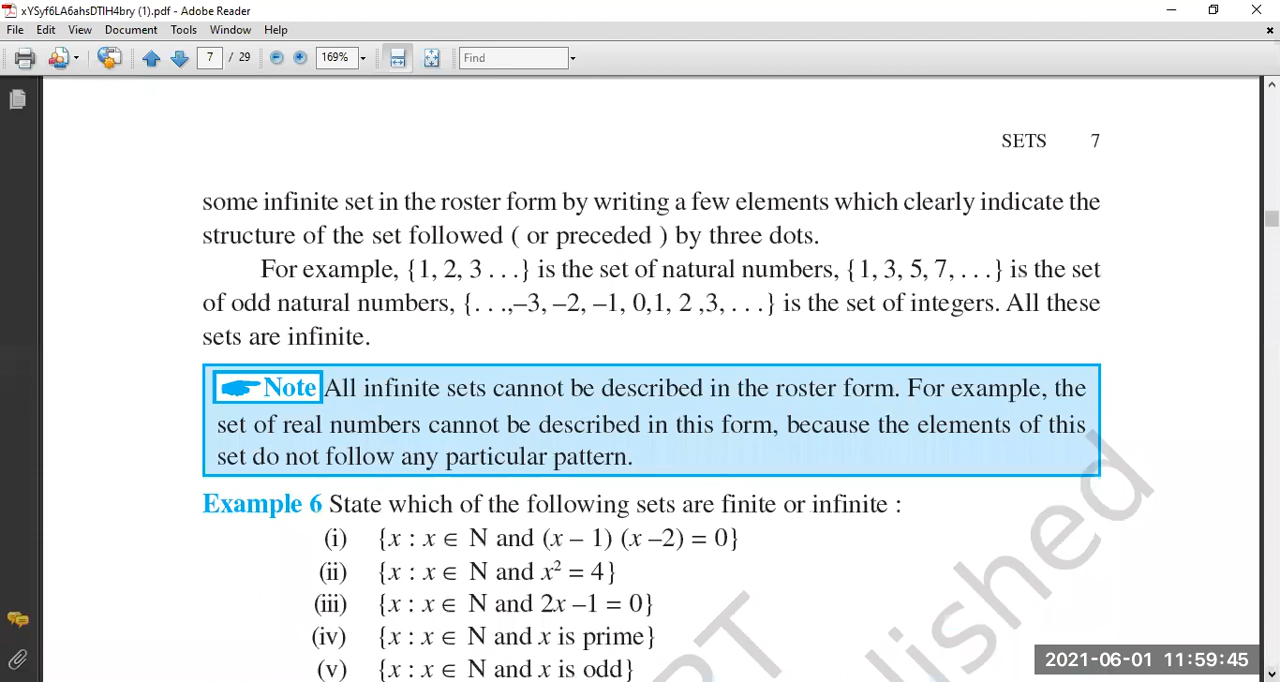 xYSyf6LA6ahsDTlH4bry (1).pdf - Adobe Reader
File Edit View Document Tools Window Help
7 / 29 169% Find
SETS 7
some infinite set in the roster form by writing a few elements which clearly indicate the
structure of the set followed ( or preceded ) by three dots.
For example, {1, 2, 3 . . .} is the set of natural numbers, {1, 3, 5, 7, . . .} is the set
of odd natural numbers, {. . .,–3, –2, –1, 0,1, 2 ,3, . . .} is the set of integers. All these
sets are infinite.
Note All infinite sets cannot be described in the roster form. For example, the
set of real numbers cannot be described in this form, because the elements of this
set do not follow any particular pattern.
Example 6 State which of the following sets are finite or infinite :
(i) {x : x ∈ N and (x – 1) (x –2) = 0}
(ii) {x : x ∈ N and x² = 4}
(iii) {x : x ∈ N and 2x –1 = 0}
(iv) {x : x ∈ N and x is prime}
(v) {x : x ∈ N and x is odd}
2021-06-01 11:59:45